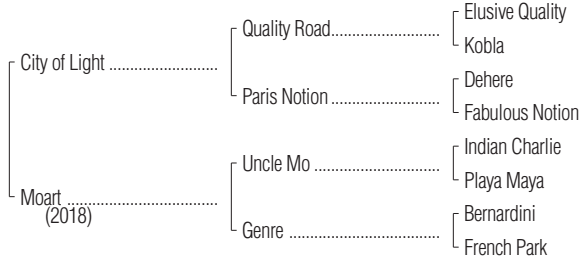 Elusive Quality
Quality Road
Kobla
City of Light
Dehere
Paris Notion
Fabulous Notion
Indian Charlie
Uncle Mo
Playa Maya
Moart
(2018)
Bernardini
Genre
French Park